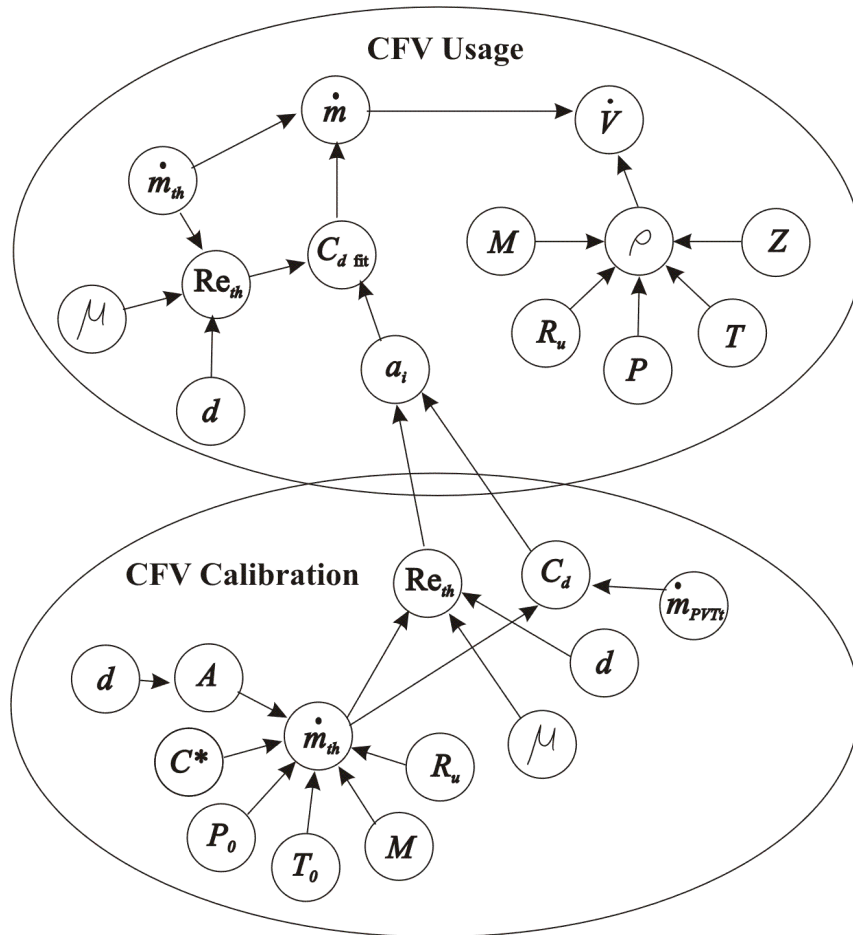 CFV Usage
ṁ
V̇
ṁth
M
ρ
Z
Cd fit
Reth
μ
Ru
T
P
ai
d
CFV Calibration
Reth
Cd
ṁPVTt
d
A
d
ṁth
μ
C*
Ru
P0
M
T0